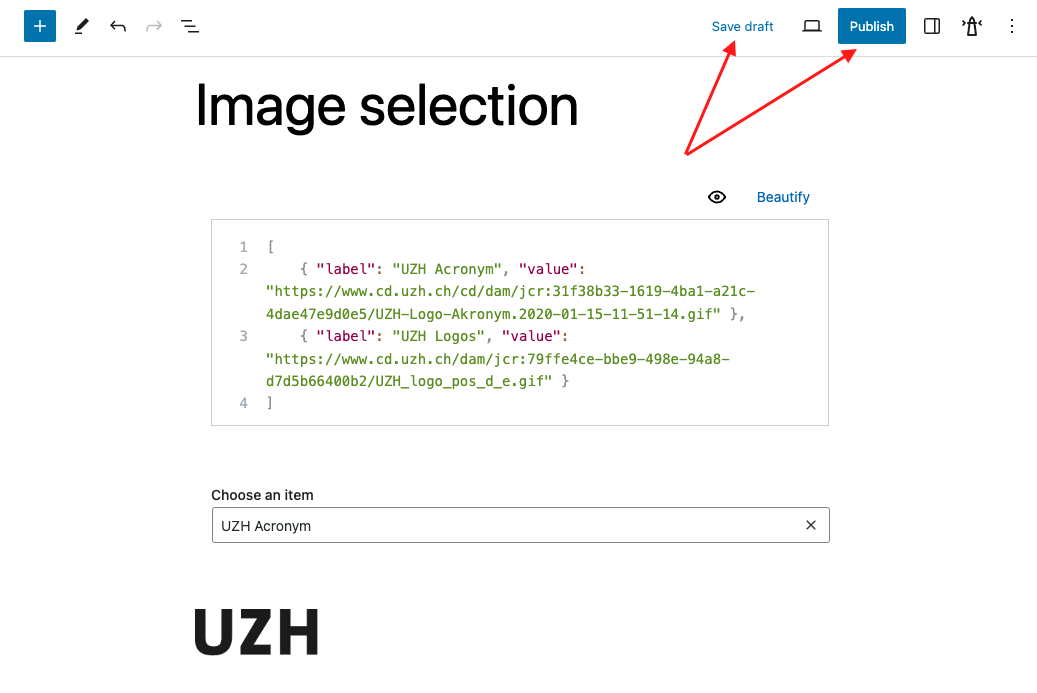 Save draft
Publish
Image selection
Beautify
1 [
2 { "label": "UZH Acronym", "value":
"https://www.cd.uzh.ch/cd/dam/jcr:31f38b33-1619-4ba1-a21c-
4dae47e9d0e5/UZH-Logo-Akronym.2020-01-15-11-51-14.gif" },
3 { "label": "UZH Logos", "value":
"https://www.cd.uzh.ch/dam/jcr:79ffe4ce-bbe9-498e-94a8-
d7d5b66400b2/UZH_logo_pos_d_e.gif" }
4 ]
Choose an item
UZH Acronym
UZH